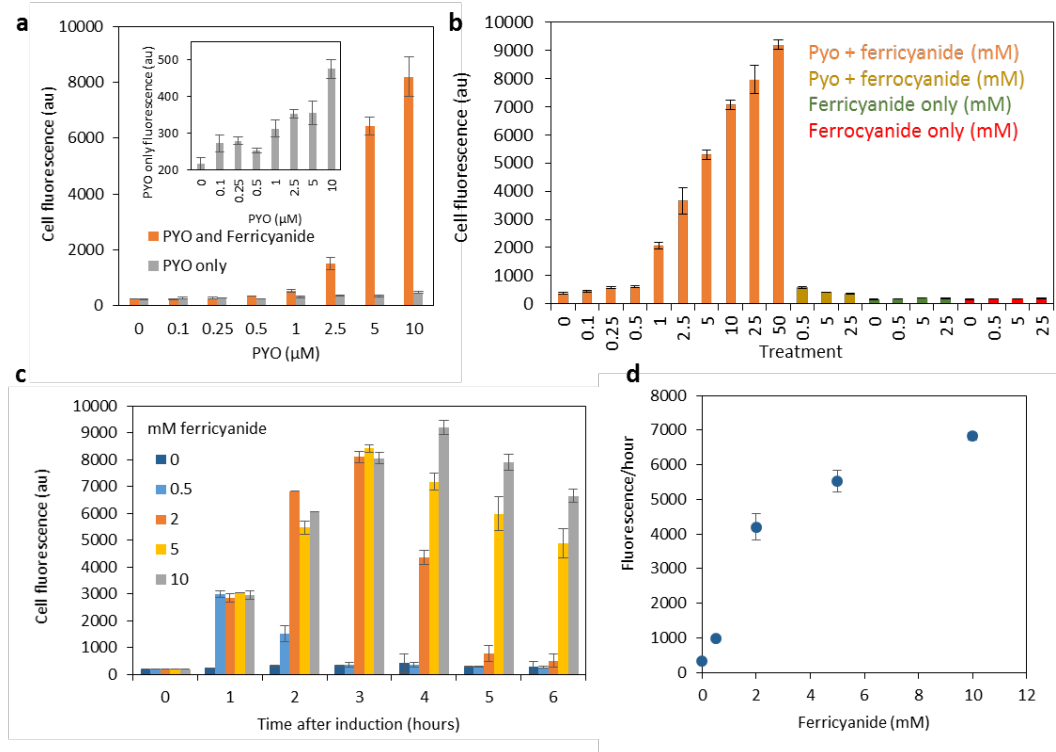 a
10000
8000
6000
4000
2000
0
Cell fluorescence (au)
0 0.1 0.25 0.5 1 2.5 5 10
PYO (µM)
500
400
300
200
PYO only fluorescence (au)
0 0.1 0.25 0.5 1 2.5 5 10
PYO (µM)
PYO and Ferricyanide
PYO only
b
10000
9000
8000
7000
6000
5000
4000
3000
2000
1000
0
Cell fluorescence (au)
Pyo + ferricyanide (mM)
Pyo + ferrocyanide (mM)
Ferricyanide only (mM)
Ferrocyanide only (mM)
0 0.1 0.25 0.5 1 2.5 5 10 25 50 0.5 5 2.5 0 0.5 5 2.5 0 0.5 5 2.5
Treatment
c
10000
9000
8000
7000
6000
5000
4000
3000
2000
1000
0
Cell fluorescence (au)
mM ferricyanide
0
0.5
2
5
10
0 1 2 3 4 5 6
Time after induction (hours)
d
8000
7000
6000
5000
4000
3000
2000
1000
0
Fluorescence/hour
0 2 4 6 8 10 12
Ferricyanide (mM)